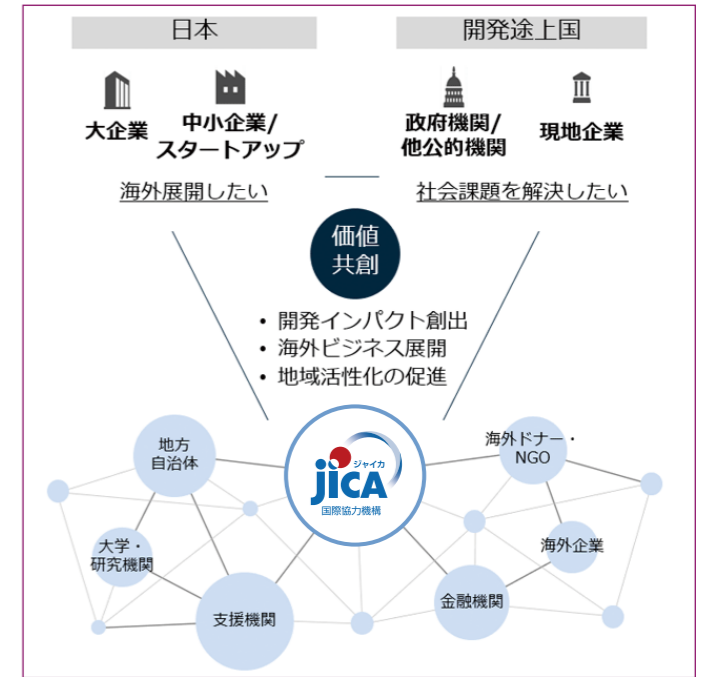 日本
開発途上国
大企業
中小企業/
スタートアップ
政府機関/
他公的機関
現地企業
海外展開したい
社会課題を解決したい
価値
共創
• 開発インパクト創出
• 海外ビジネス展開
• 地域活性化の促進
地方
自治体
ジャイカ
JICA
国際協力機構
海外ドナー・
NGO
大学・
研究機関
海外企業
支援機関
金融機関